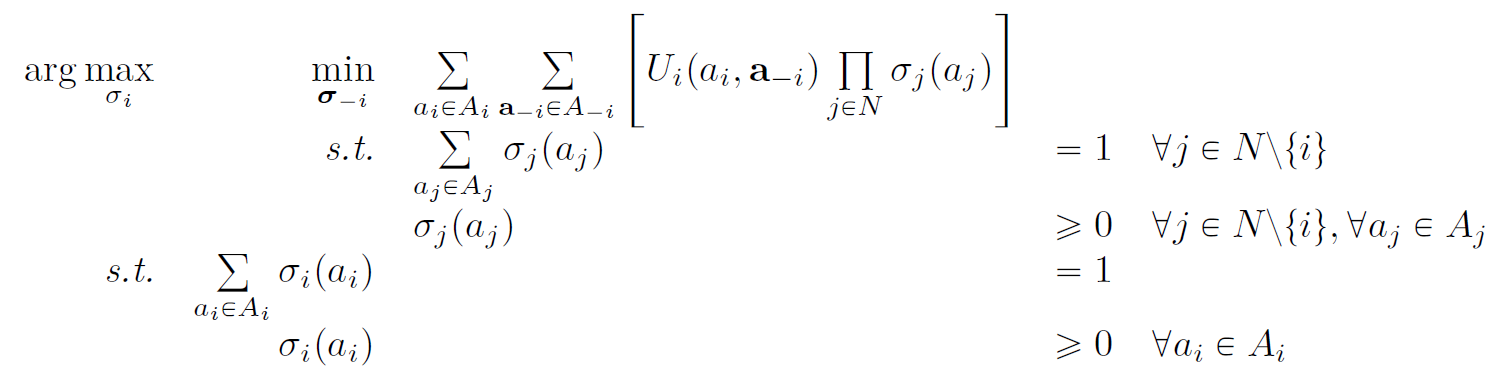 arg max_{σ_i} min_{𝛔_{−i}} ∑_{a_i∈A_i} ∑_{𝐚_{−i}∈A_{−i}} [ U_i(a_i, 𝐚_{−i}) ∏_{j∈N} σ_j(a_j) ]
s.t. ∑_{a_j∈A_j} σ_j(a_j) = 1 ∀j ∈ N\{i}
σ_j(a_j) ⩾ 0 ∀j ∈ N\{i}, ∀a_j ∈ A_j
s.t. ∑_{a_i∈A_i} σ_i(a_i) = 1
σ_i(a_i) ⩾ 0 ∀a_i ∈ A_i